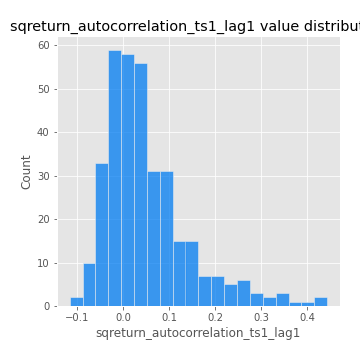 sqreturn_autocorrelation_ts1_lag1 value distribut
60
50
40
30
20
10
0
Count
−0.1 0.0 0.1 0.2 0.3 0.4
sqreturn_autocorrelation_ts1_lag1